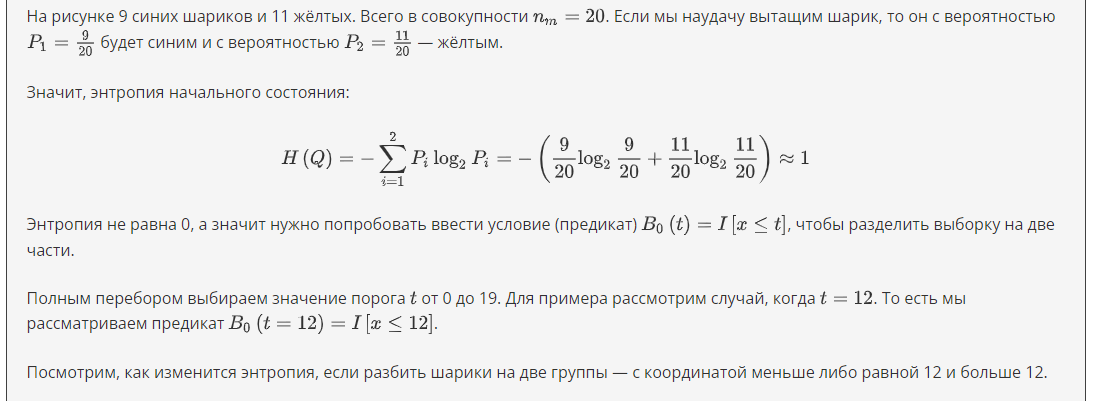 На рисунке 9 синих шариков и 11 жёлтых. Всего в совокупности $n_m = 20$. Если мы наудачу вытащим шарик, то он с вероятностью
$P_1 = \frac{9}{20}$ будет синим и с вероятностью $P_2 = \frac{11}{20}$ — жёлтым.
Значит, энтропия начального состояния:
$H(Q) = -\sum_{i=1}^{2} P_i \log_2 P_i = -\left(\frac{9}{20}\log_2 \frac{9}{20} + \frac{11}{20}\log_2 \frac{11}{20}\right) \approx 1$
Энтропия не равна 0, а значит нужно попробовать ввести условие (предикат) $B_0(t) = I[x \leq t]$, чтобы разделить выборку на две
части.
Полным перебором выбираем значение порога $t$ от 0 до 19. Для примера рассмотрим случай, когда $t = 12$. То есть мы
рассматриваем предикат $B_0(t = 12) = I[x \leq 12]$.
Посмотрим, как изменится энтропия, если разбить шарики на две группы — с координатой меньше либо равной 12 и больше 12.